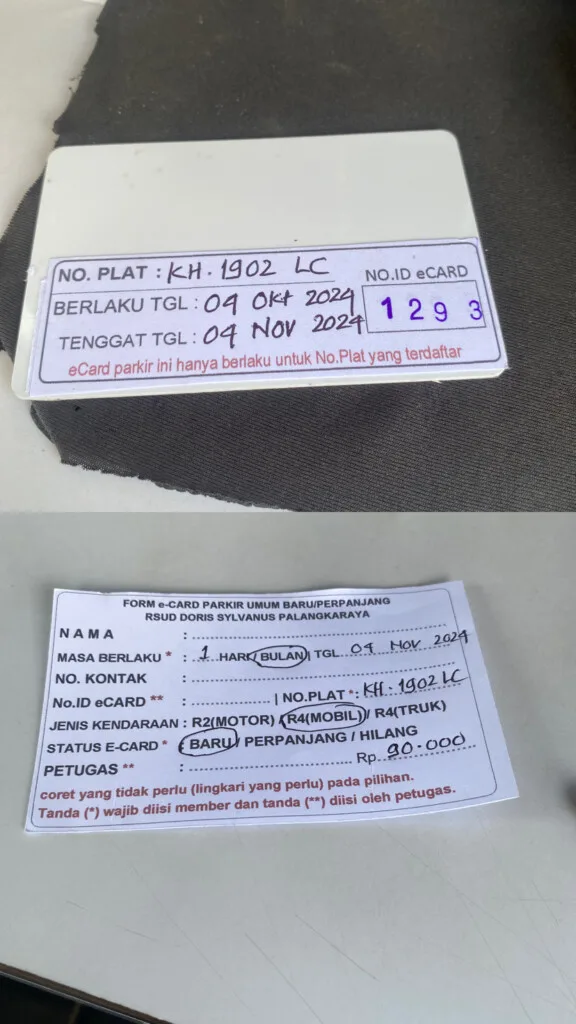 NO. PLAT : KH. 1902 LC
NO.ID eCARD
BERLAKU TGL : 04 Okt 2024
1293
TENGGAT TGL : 04 Nov 2024
eCard parkir ini hanya berlaku untuk No.Plat yang terdaftar
FORM e-CARD PARKIR UMUM BARU/PERPANJANG
RSUD DORIS SYLVANUS PALANGKARAYA
NAMA :
MASA BERLAKU * : 1 HARI/BULAN | TGL. 04 Nov 2024
NO. KONTAK :
No.ID eCARD ** : | NO.PLAT *: KH. 1902 LC
JENIS KENDARAAN : R2(MOTOR) / R4(MOBIL) / R4(TRUK)
STATUS E-CARD * : BARU / PERPANJANG / HILANG
PETUGAS ** : Rp. 90.000
coret yang tidak perlu (lingkari yang perlu) pada pilihan.
Tanda (*) wajib diisi member dan tanda (**) diisi oleh petugas.